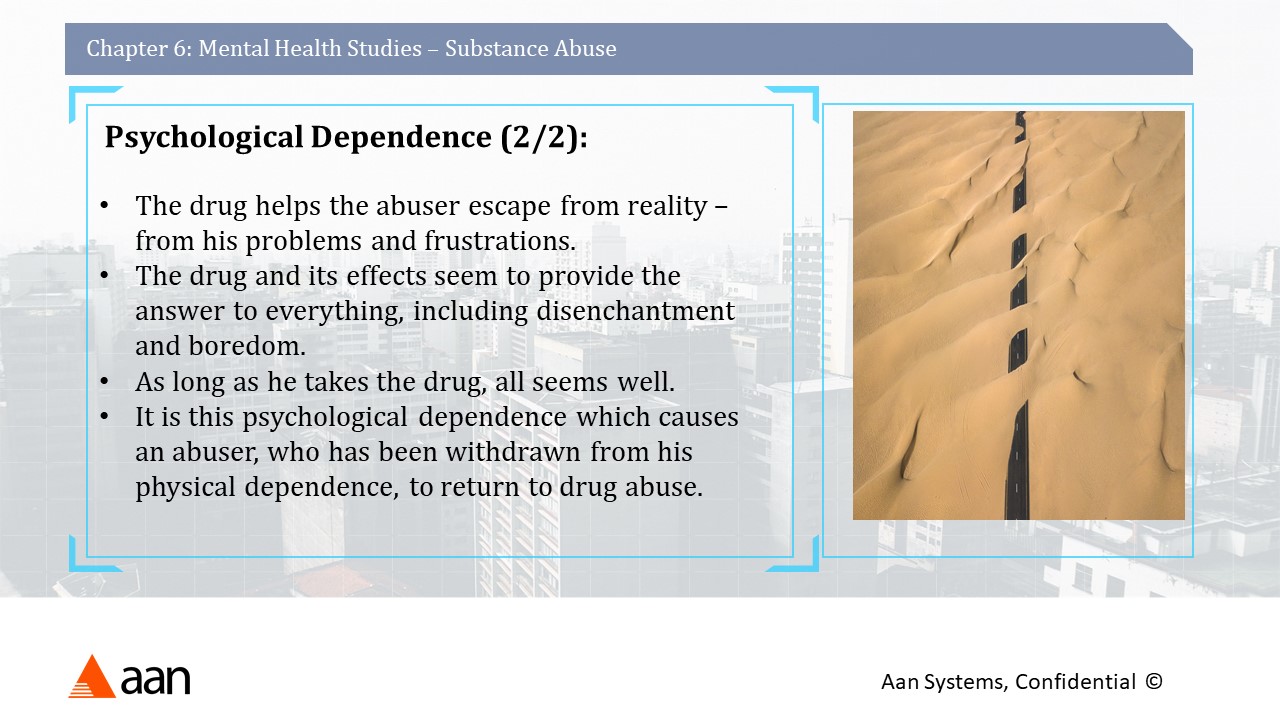 Chapter 6: Mental Health Studies – Substance Abuse
Psychological Dependence (2/2):
• The drug helps the abuser escape from reality –
from his problems and frustrations.
• The drug and its effects seem to provide the
answer to everything, including disenchantment
and boredom.
• As long as he takes the drug, all seems well.
• It is this psychological dependence which causes
an abuser, who has been withdrawn from his
physical dependence, to return to drug abuse.
aan
Aan Systems, Confidential ©